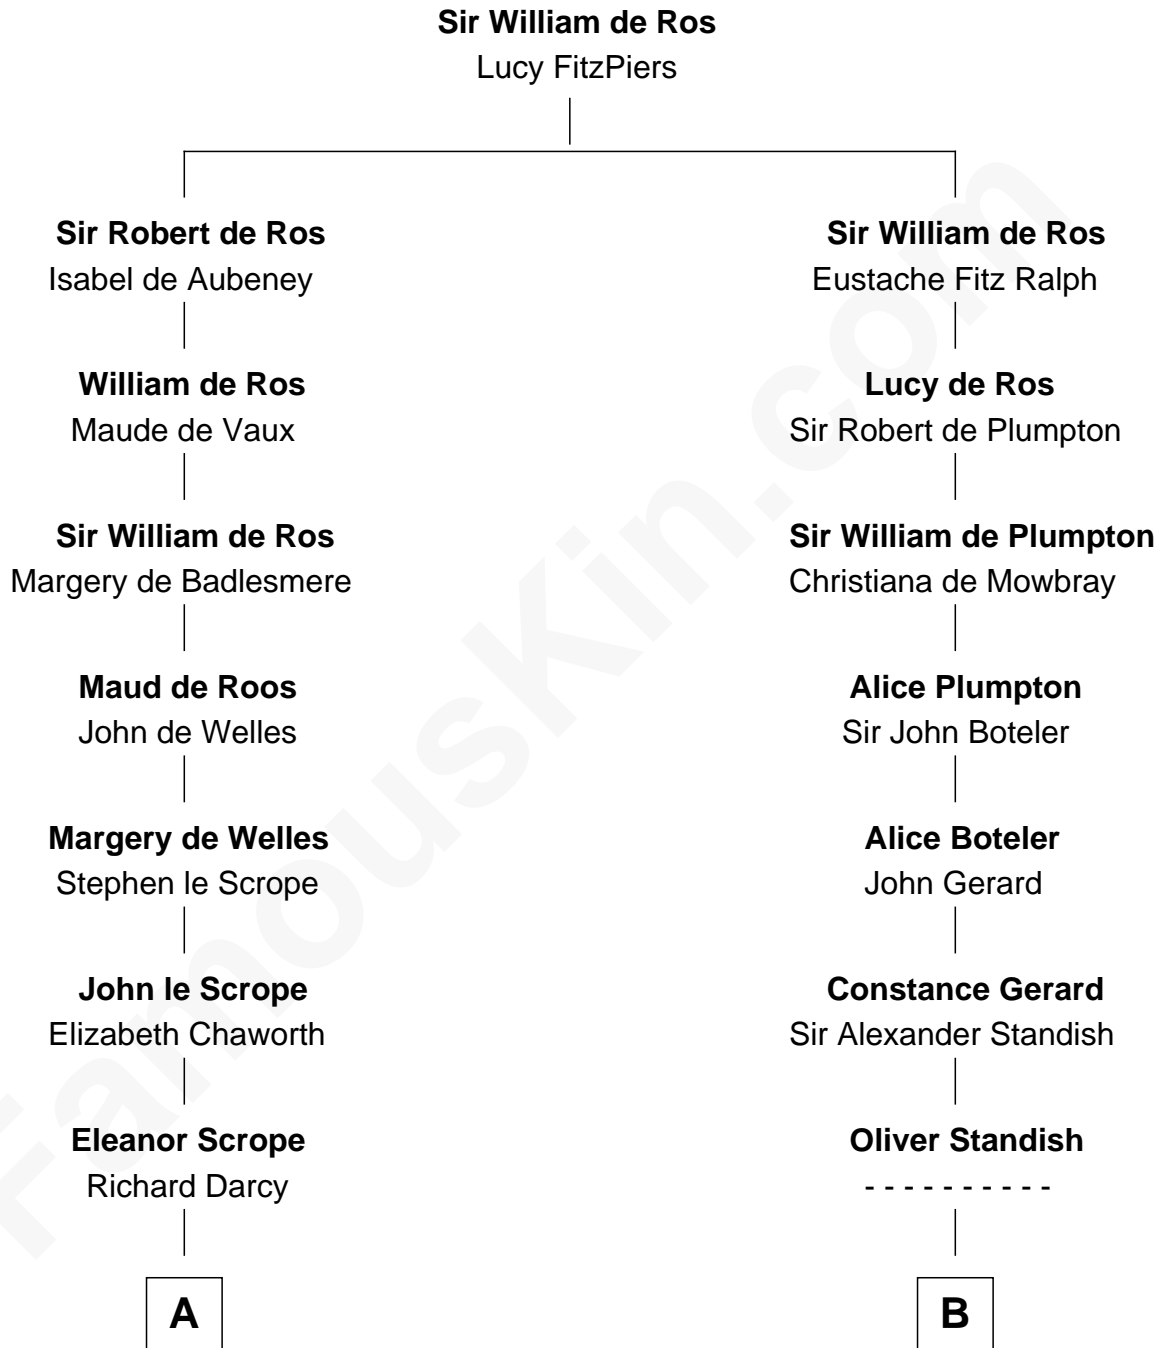 Sir William de Ros
Lucy FitzPiers
Sir Robert de Ros
Isabel de Aubeney
Sir William de Ros
Eustache Fitz Ralph
William de Ros
Maude de Vaux
Lucy de Ros
Sir Robert de Plumpton
Sir William de Ros
Margery de Badlesmere
Sir William de Plumpton
Christiana de Mowbray
Maud de Roos
John de Welles
Alice Plumpton
Sir John Boteler
Margery de Welles
Stephen le Scrope
Alice Boteler
John Gerard
John le Scrope
Elizabeth Chaworth
Constance Gerard
Sir Alexander Standish
Eleanor Scrope
Richard Darcy
Oliver Standish
- - - - - - - - - -
A
B
FamousKin.com